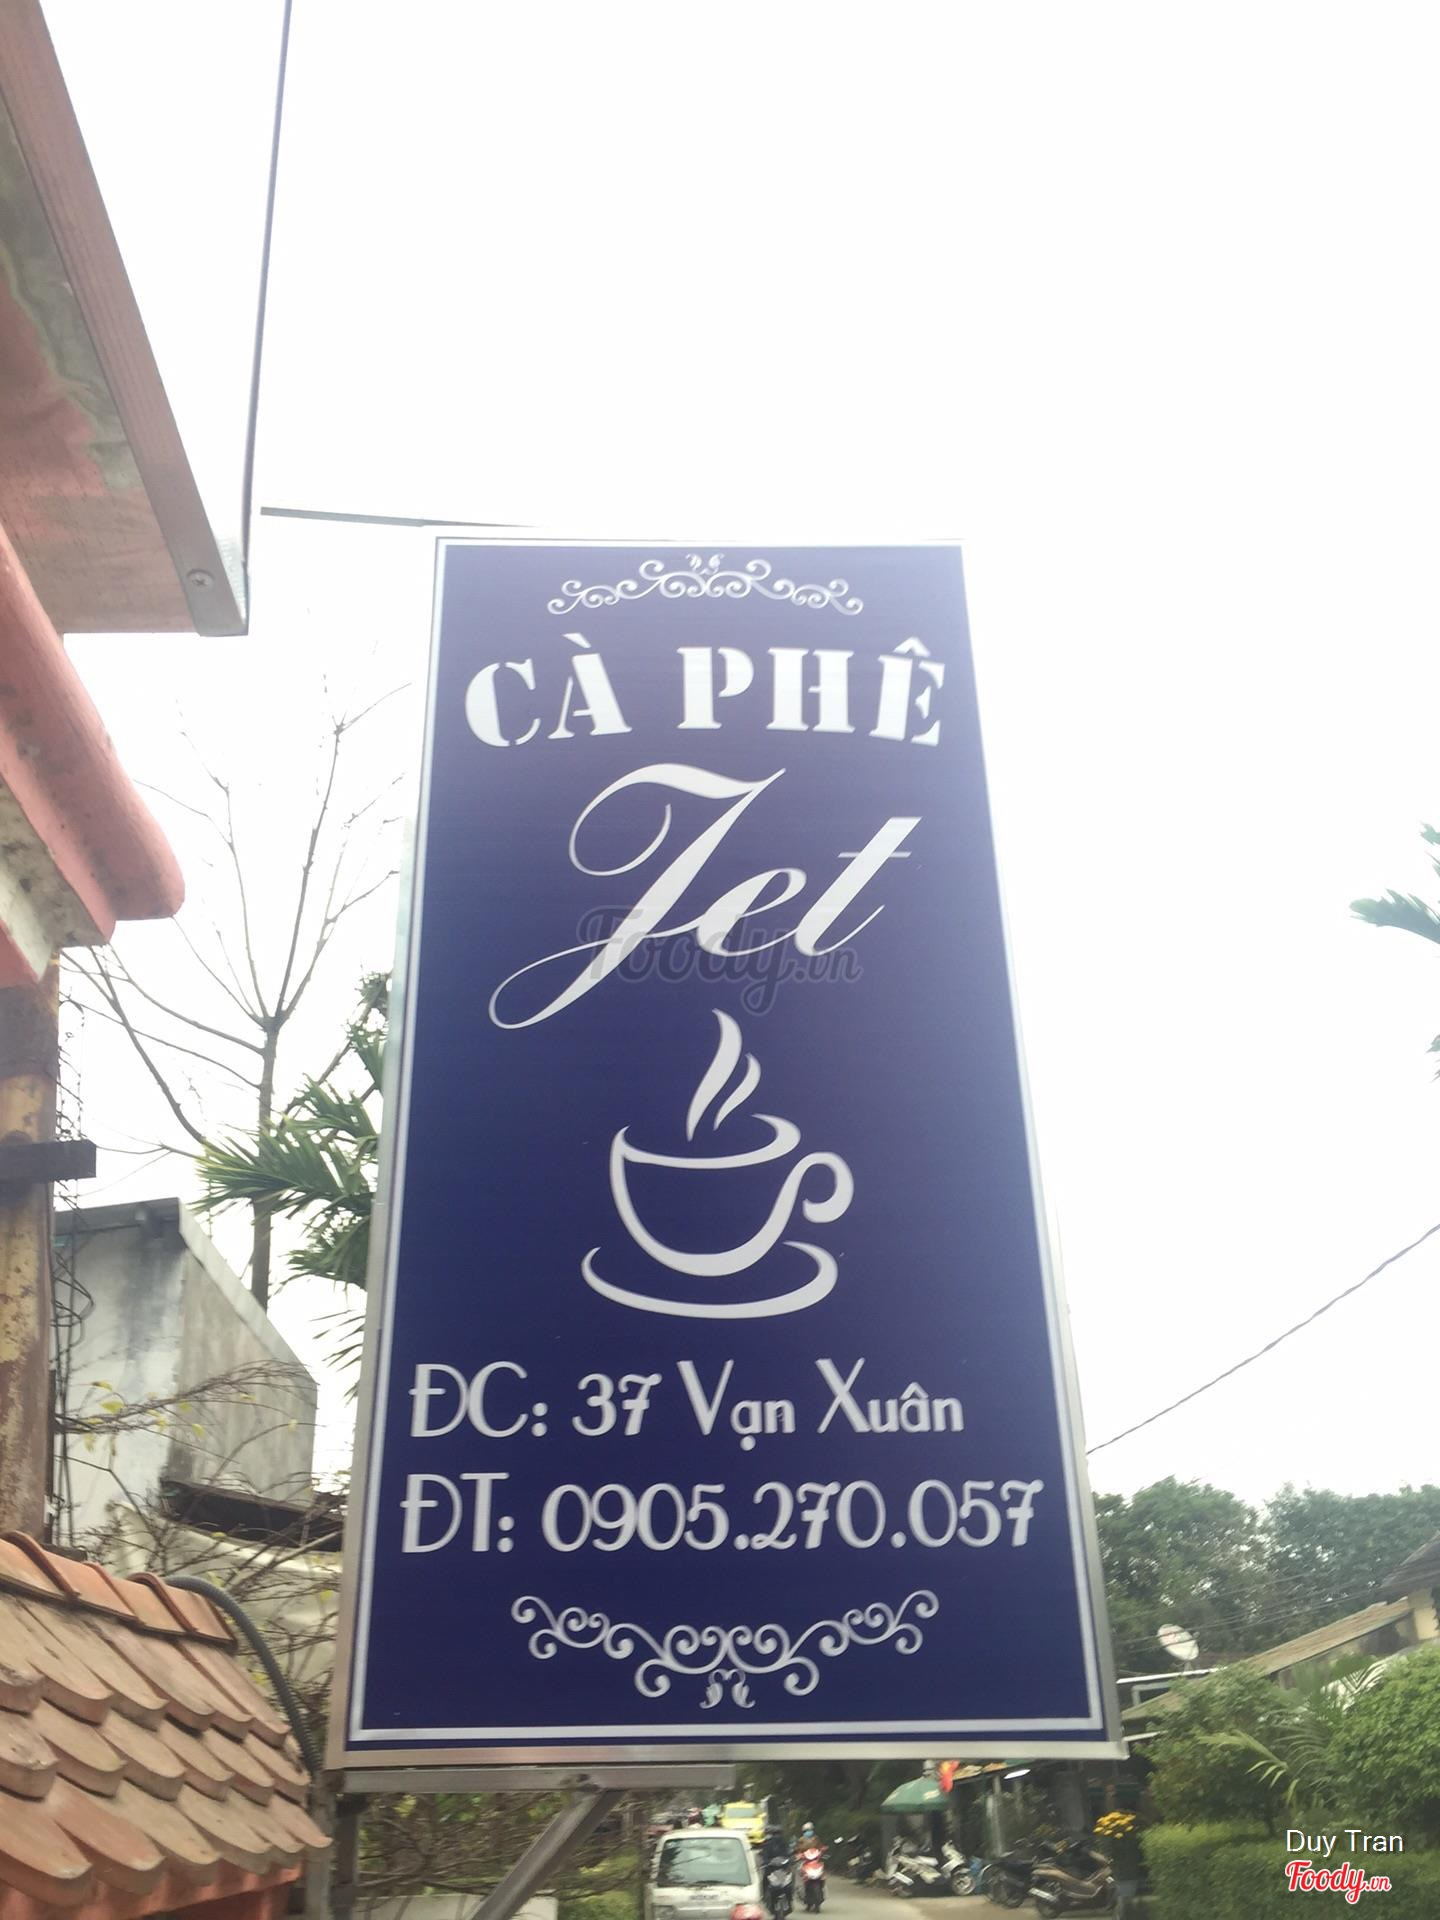 CÀ PHÊ
Jet
Foody.vn
ĐC: 37 Vạn Xuân
ĐT: 0905.270.057
Duy Tran
Foody.vn